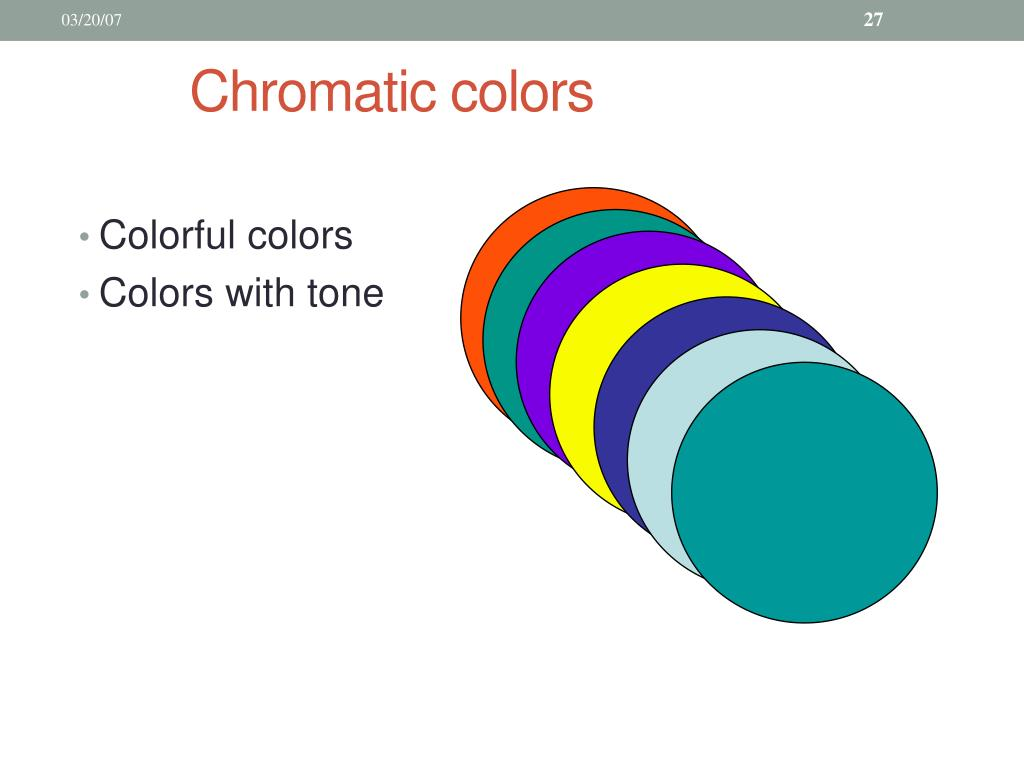 03/20/07
27
Chromatic colors
• Colorful colors
• Colors with tone